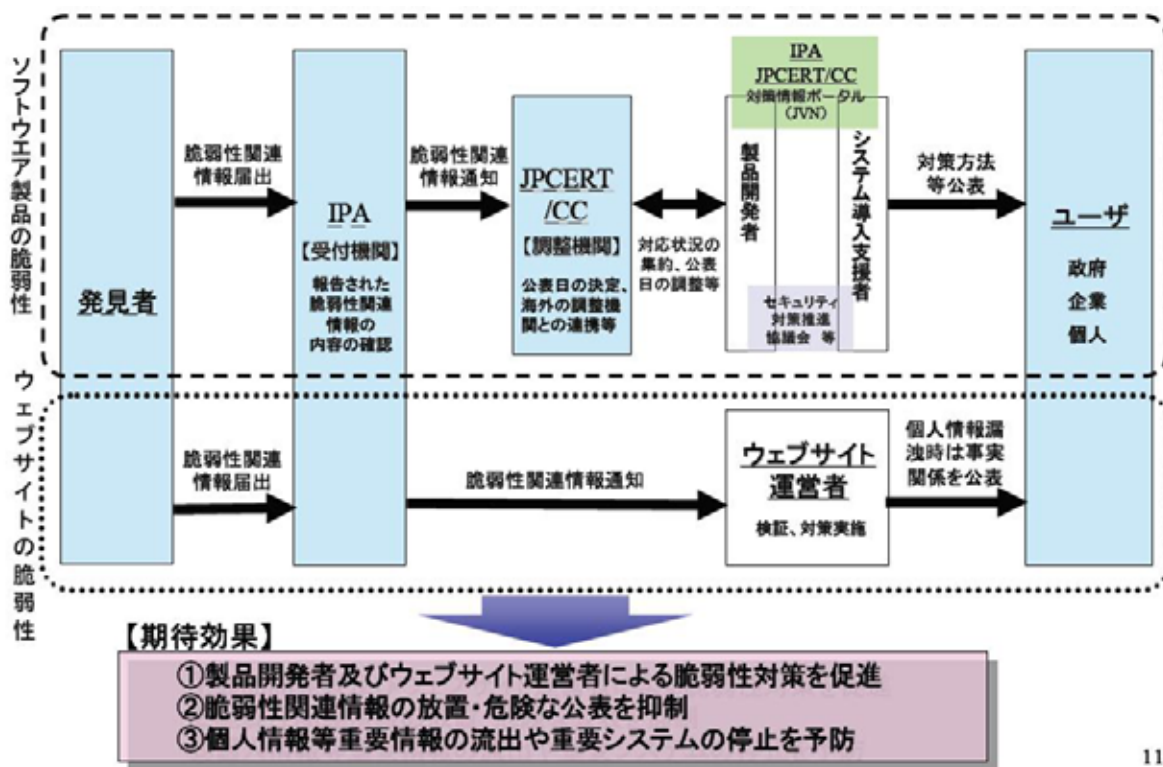 ソフトウエア製品の脆弱性
発見者
脆弱性関連
情報届出
IPA
【受付機関】
報告された
脆弱性関連
情報の
内容の確認
脆弱性関連
情報通知
JPCERT
/CC
【調整機関】
公表日の決定、
海外の調整機
関との連携等
対応状況の
集約、公表
日の調整等
IPA
JPCERT/CC
対策情報ポータル
(JVN)
製品開発者
システム導入支援者
セキュリティ
対策推進
協議会 等
対策方法
等公表
ユーザ
政府
企業
個人
ウェブサイトの脆弱性
脆弱性関連
情報届出
脆弱性関連情報通知
ウェブサイト
運営者
検証、対策実施
個人情報漏
洩時は事実
関係を公表
【期待効果】
①製品開発者及びウェブサイト運営者による脆弱性対策を促進
②脆弱性関連情報の放置・危険な公表を抑制
③個人情報等重要情報の流出や重要システムの停止を予防
11